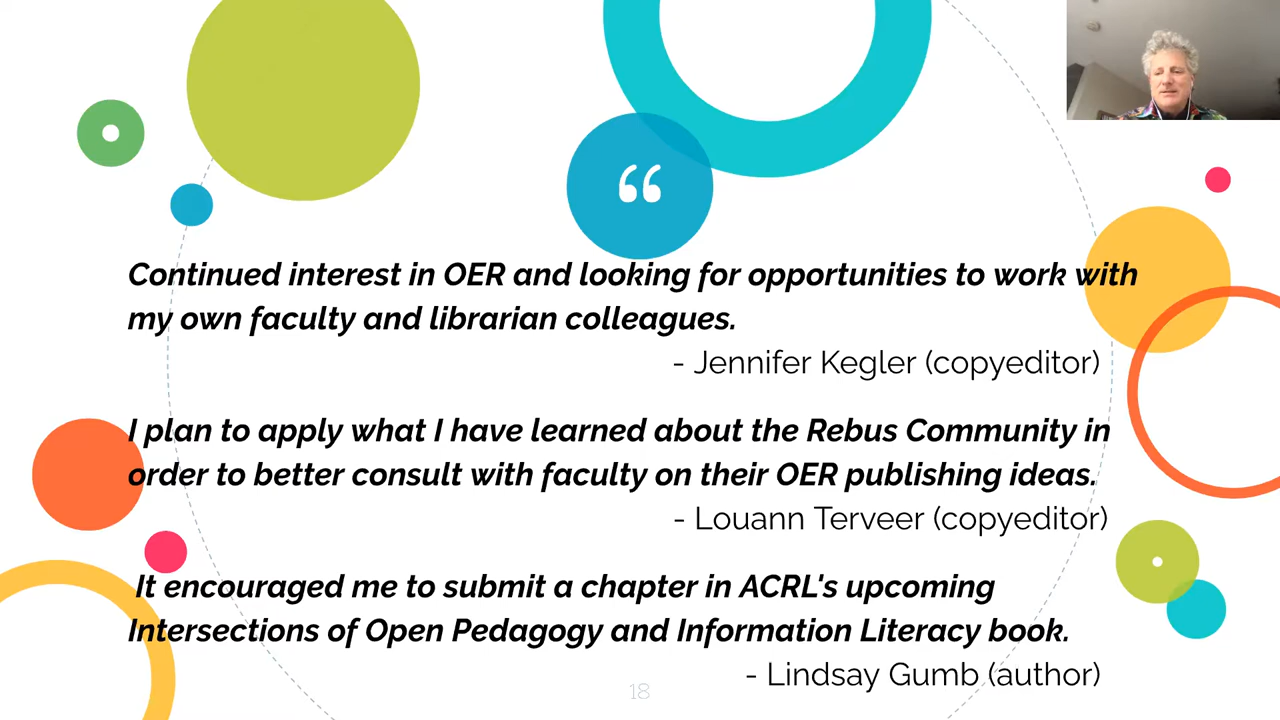 “
Continued interest in OER and looking for opportunities to work with
my own faculty and librarian colleagues.
- Jennifer Kegler (copyeditor)
I plan to apply what I have learned about the Rebus Community in
order to better consult with faculty on their OER publishing ideas.
- Louann Terveer (copyeditor)
It encouraged me to submit a chapter in ACRL's upcoming
Intersections of Open Pedagogy and Information Literacy book.
- Lindsay Gumb (author)
18